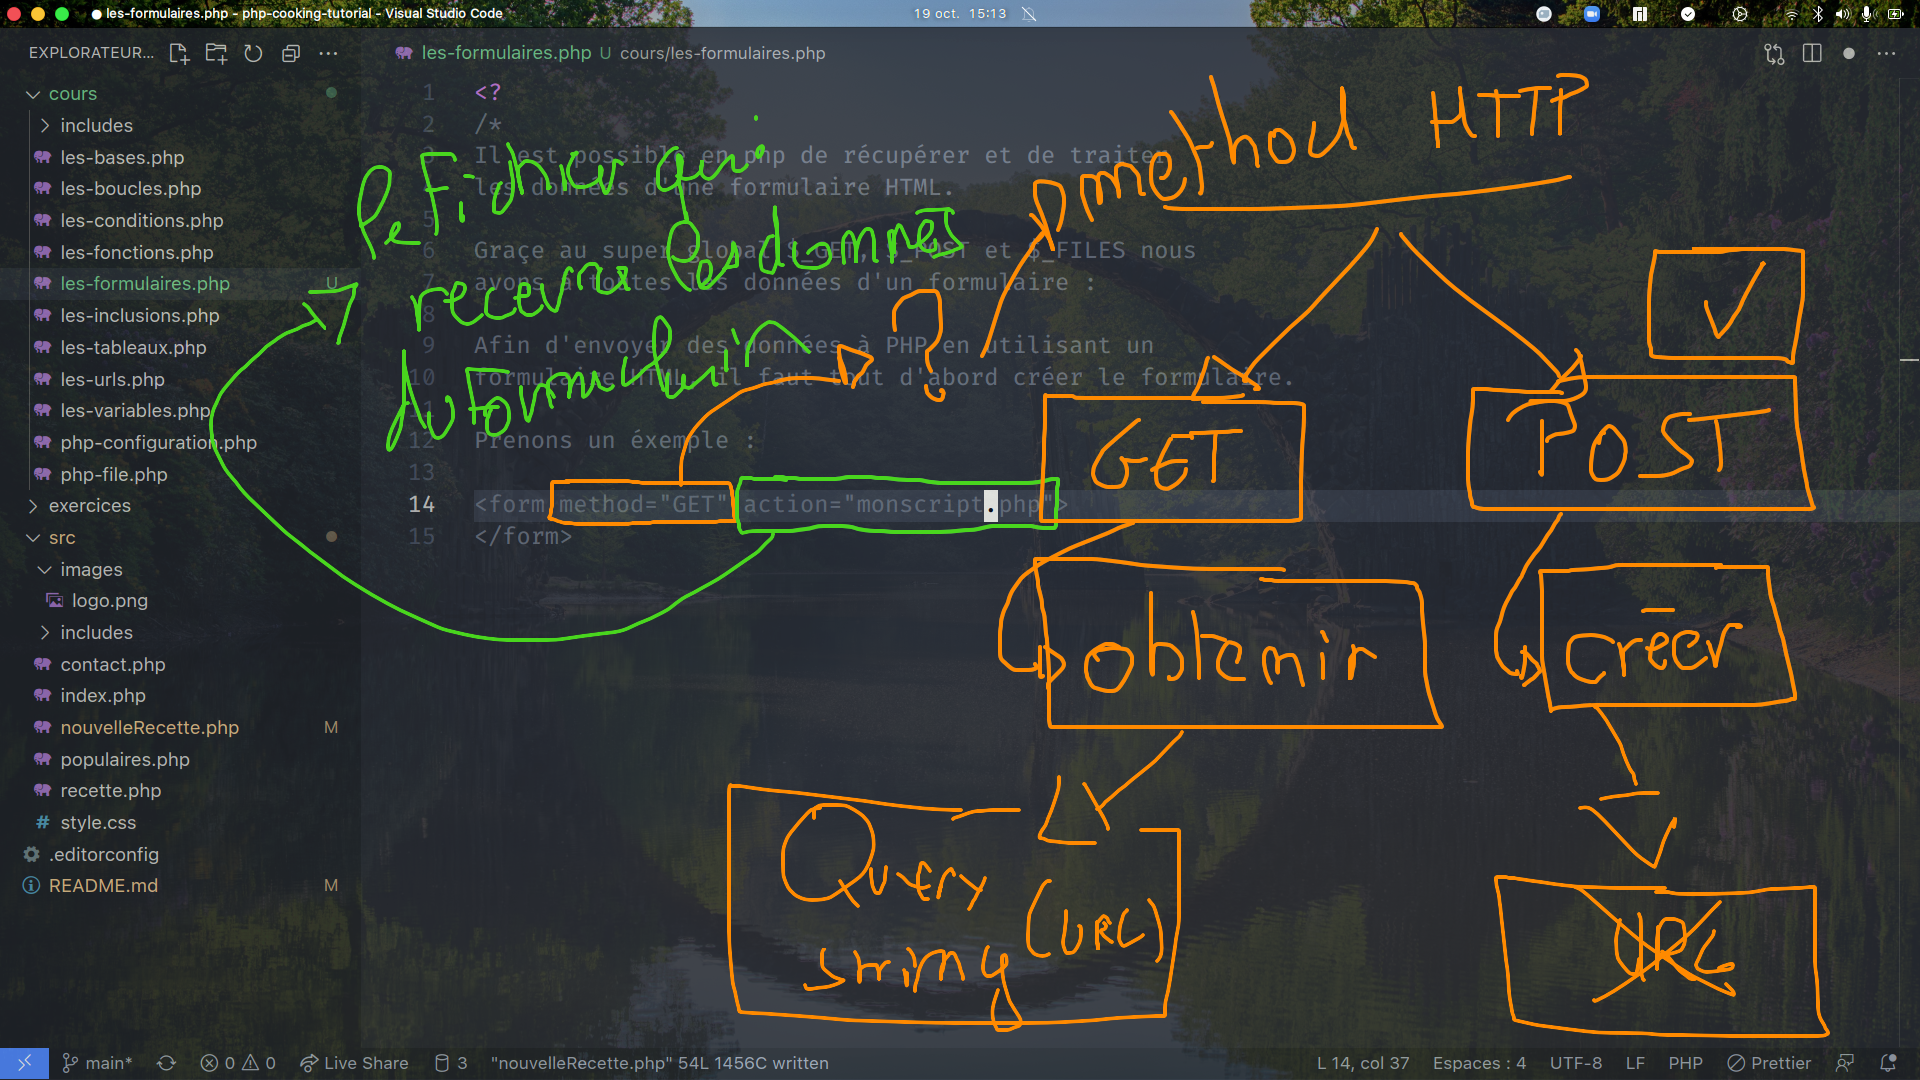 les-formulaires.php - php-cooking-tutorial - Visual Studio Code
19 oct. 15:13
EXPLORATEUR...
cours
includes
les-bases.php
les-boucles.php
les-conditions.php
les-fonctions.php
les-formulaires.php U
les-inclusions.php
les-tableaux.php
les-urls.php
les-variables.php
php-configuration.php
php-file.php
exercices
src
images
logo.png
includes
contact.php
index.php
nouvelleRecette.php M
populaires.php
recette.php
style.css
.editorconfig
README.md M
les-formulaires.php U cours/les-formulaires.php
1 <?
2 /*
3 Il est possible en php de récupérer et de traiter
les données d'une formulaire HTML.
5
6 Graçe au super global $_GET, $_POST et $_FILES nous
7 avons à toutes les données d'un formulaire :
8
9 Afin d'envoyer des données à PHP en utilisant un
10 formulaire HTML, il faut tout d'abord créer le formulaire.
11
12 Prenons un éxemple :
13
14 <form method="GET" action="monscript.php">
15 </form>
le Fichier qui
recevra les données
du Formulaire
?
method HTTP
GET
POST
obtenir
créer
Query
string (URL)
URL
main*
0 0
Live Share
3
"nouvelleRecette.php" 54L 1456C written
L 14, col 37
Espaces : 4
UTF-8
LF
PHP
Prettier